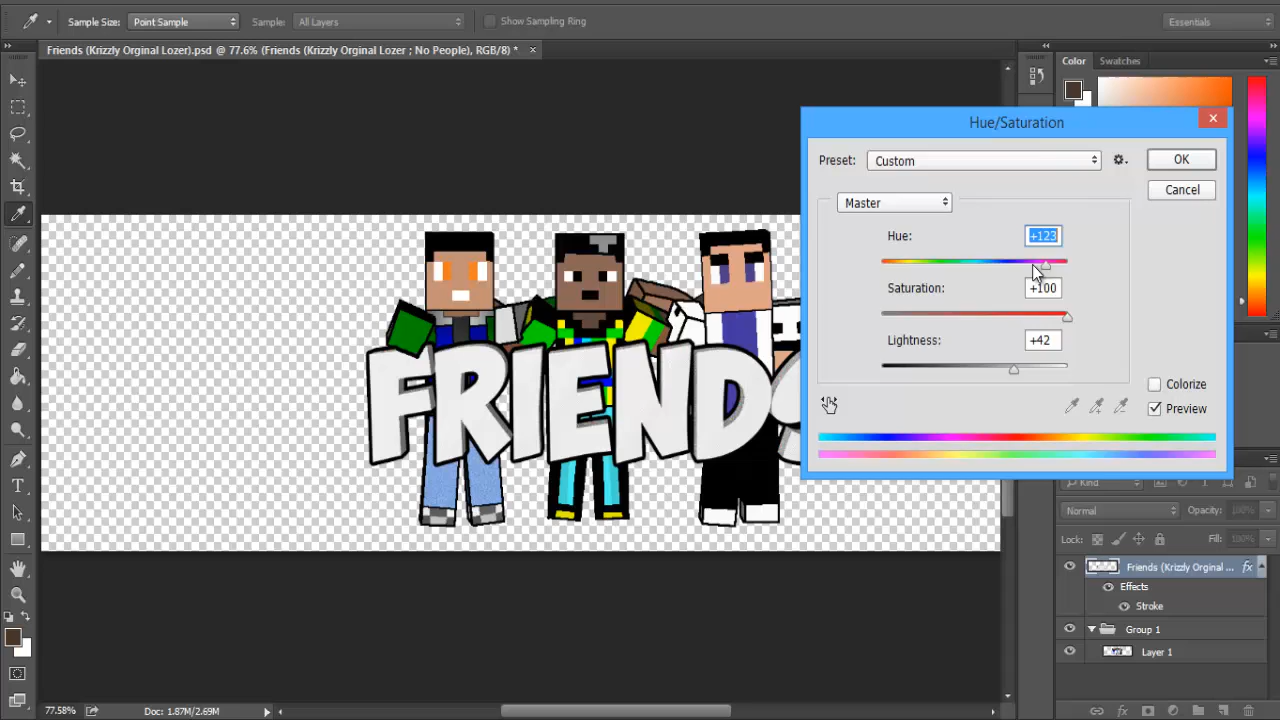 Sample Size: Point Sample Sample: All Layers Show Sampling Ring Essentials
Friends (Krizzly Orginal Lozer).psd @ 77.6% (Friends (Krizzly Orginal Lozer ; No People), RGB/8) *
Color Swatches
Hue/Saturation
Preset: Custom OK
Cancel
Master
Hue: +123
Saturation: +100
Lightness: +42
Colorize
Preview
FRIENDS
Kind
Normal Opacity: 100%
Lock: Fill: 100%
Friends (Krizzly Orginal ... fx
Effects
Stroke
Group 1
Layer 1
77.58% Doc: 1.87M/2.69M